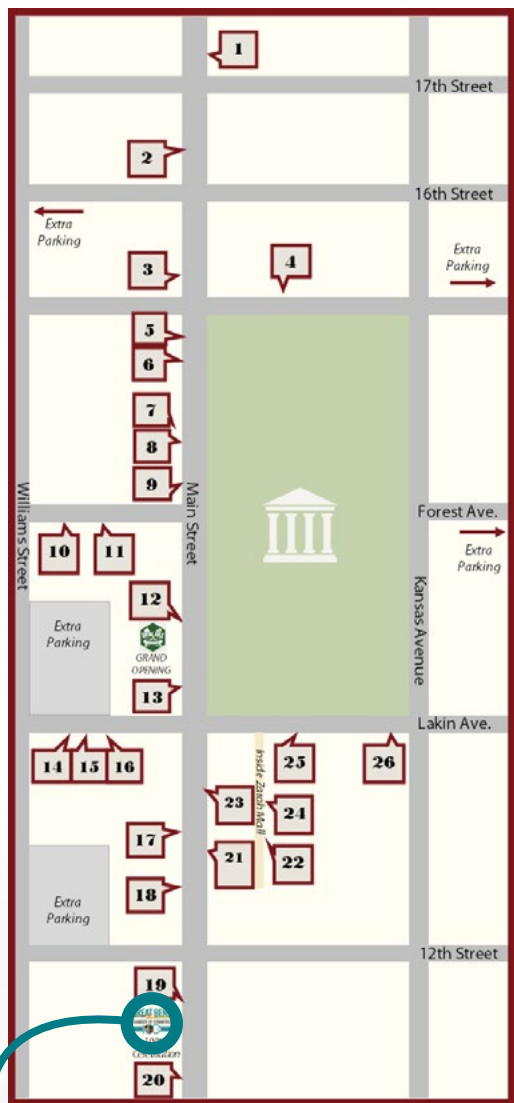 1
17th Street
2
16th Street
Extra
Parking
3
4
Extra
Parking
5
6
7
8
9
Williams Street
Main Street
Forest Ave.
Extra
Parking
10
11
12
Kansas Avenue
Extra
Parking
GRAND
OPENING
13
Lakin Ave.
14
15
16
inside Zarah Mall
25
26
23
24
17
21
22
18
Extra
Parking
12th Street
19
20